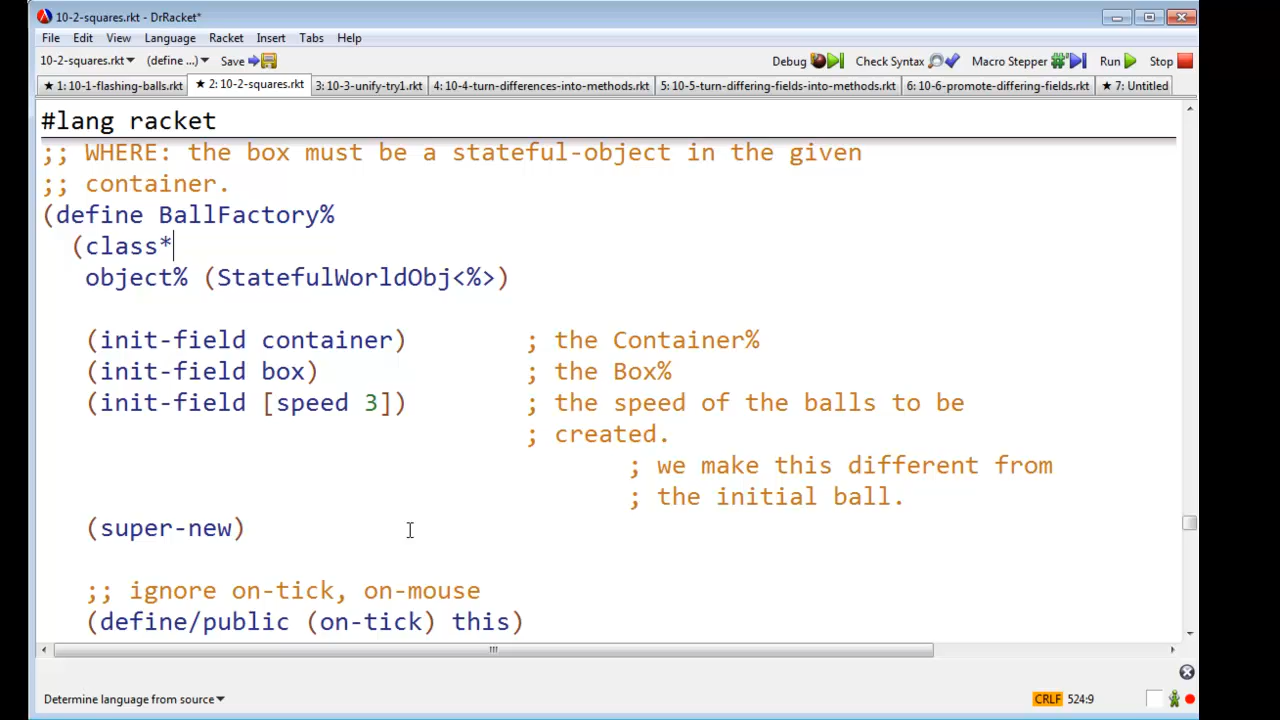 10-2-squares.rkt - DrRacket*
File Edit View Language Racket Insert Tabs Help
10-2-squares.rkt (define ...) Save Debug Check Syntax Macro Stepper Run Stop
★ 1: 10-1-flashing-balls.rkt ★ 2: 10-2-squares.rkt 3: 10-3-unify-try1.rkt 4: 10-4-turn-differences-into-methods.rkt 5: 10-5-turn-differing-fields-into-methods.rkt 6: 10-6-promote-differing-fields.rkt ★ 7: Untitled
#lang racket
;; WHERE: the box must be a stateful-object in the given
;; container.
(define BallFactory%
(class*
object% (StatefulWorldObj<%>)
(init-field container) ; the Container%
(init-field box) ; the Box%
(init-field [speed 3]) ; the speed of the balls to be
; created.
; we make this different from
; the initial ball.
(super-new)
;; ignore on-tick, on-mouse
(define/public (on-tick) this)
Determine language from source CRLF 524:9